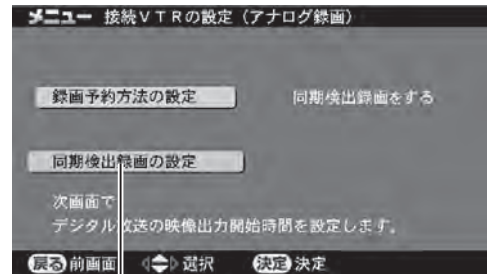 メニュー 接続VTRの設定（アナログ録画）
録画予約方法の設定 同期検出録画をする
同期検出録画の設定
次画面で
デジタル放送の映像出力開始時間を設定します。
戻る 前画面 選択 決定 決定